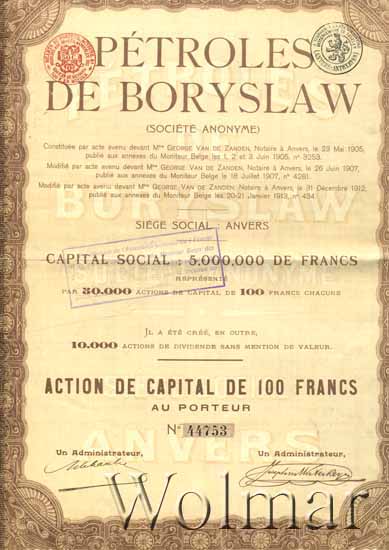 PÉTROLES
DE BORYSLAW
(SOCIÉTÉ ANONYME)
Constituée par acte avenu devant Mtre GEORGE VAN DE ZANDEN, Notaire à Anvers, le 23 Mai 1905,
publié aux annexes du Moniteur Belge les 1, 2 et 3 Juin 1905, nº 3253.
Modifié par acte avenu devant Mtre GEORGE VAN DE ZANDEN, Notaire à Anvers, le 26 Juin 1907,
publié aux annexes du Moniteur Belge le 18 Juillet 1907, nº 4261.
Modifié par acte avenu devant Mtre GEORGE VAN DE ZANDEN, Notaire à Anvers, le 31 Décembre 1912,
publié aux annexes du Moniteur Belge les 20-21 Janvier 1913, nº 434.
BORYSLAW
SIÈGE SOCIAL : ANVERS
CAPITAL SOCIAL : 5.000.000 DE FRANCS
REPRÉSENTÉ
PAR 50.000 ACTIONS DE CAPITAL DE 100 FRANCS CHACUNE
IL A ÉTÉ CRÉÉ, EN OUTRE,
10.000 ACTIONS DE DIVIDENDE SANS MENTION DE VALEUR.
ACTION DE CAPITAL DE 100 FRANCS
AU PORTEUR
Nº 44753
ANVERS
Un Administrateur, Un Administrateur,
Wolmar